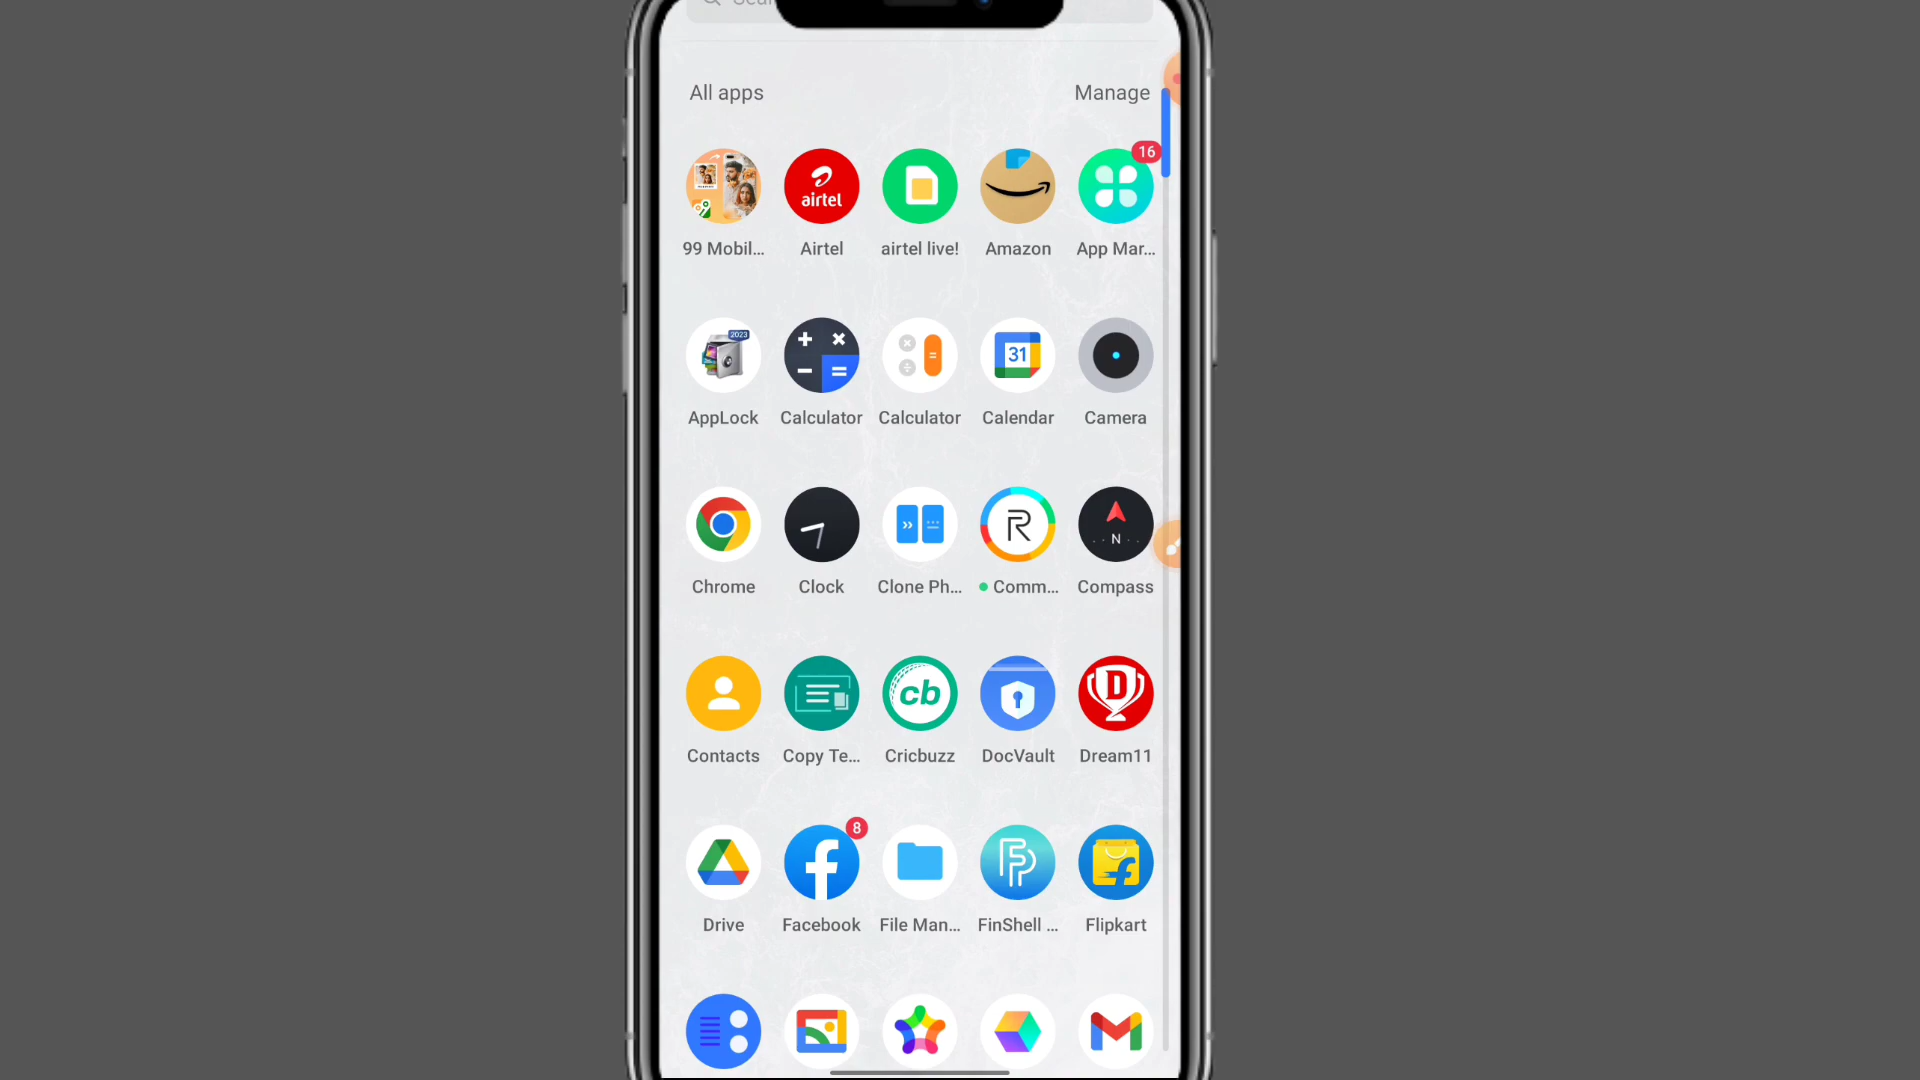 All apps Manage
16
airtel
99 Mobil... Airtel airtel live! Amazon App Mar...
2023
31
AppLock Calculator Calculator Calendar Camera
R
N
Chrome Clock Clone Ph... Comm... Compass
cb
D
Contacts Copy Te... Cricbuzz DocVault Dream11
8
Drive Facebook File Man... FinShell ... Flipkart